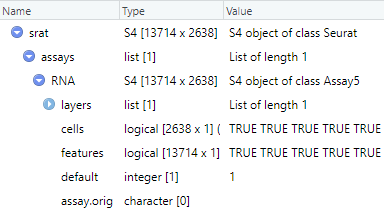 Name Type Value
srat S4 [13714 x 2638] S4 object of class Seurat
assays list [1] List of length 1
RNA S4 [13714 x 2638] S4 object of class Assay5
layers list [1] List of length 1
cells logical [2638 x 1] ( TRUE TRUE TRUE TRUE TRUE
features logical [13714 x 1] TRUE TRUE TRUE TRUE TRUE
default integer [1] 1
assay.orig character [0]